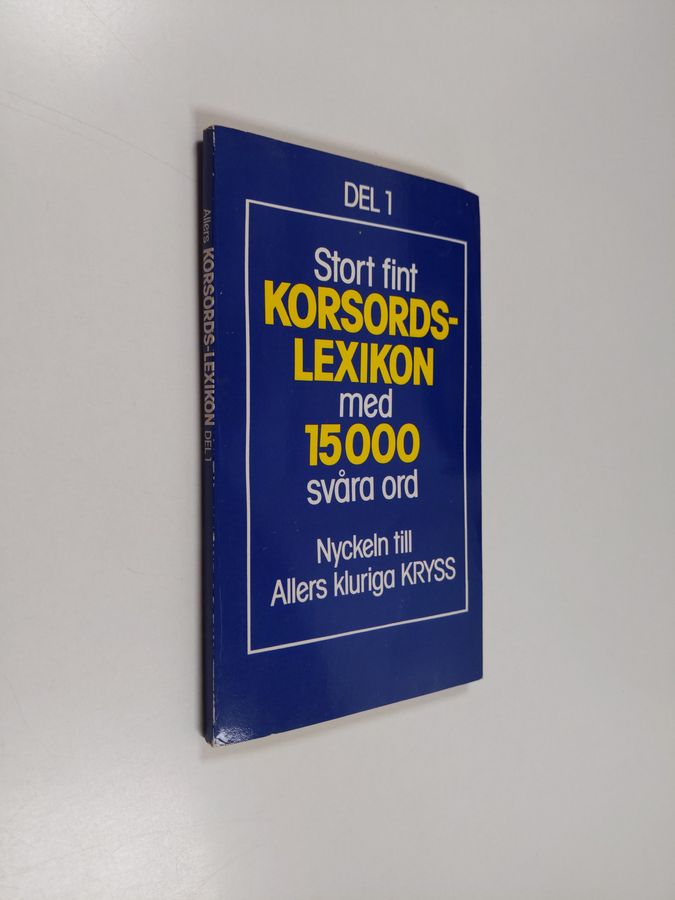 DEL 1
Stort fint
KORSORDS-
LEXIKON
med
15000
svåra ord
Nyckeln till
Allers kluriga KRYSS
Allers KORSORDS-LEXIKON DEL 1